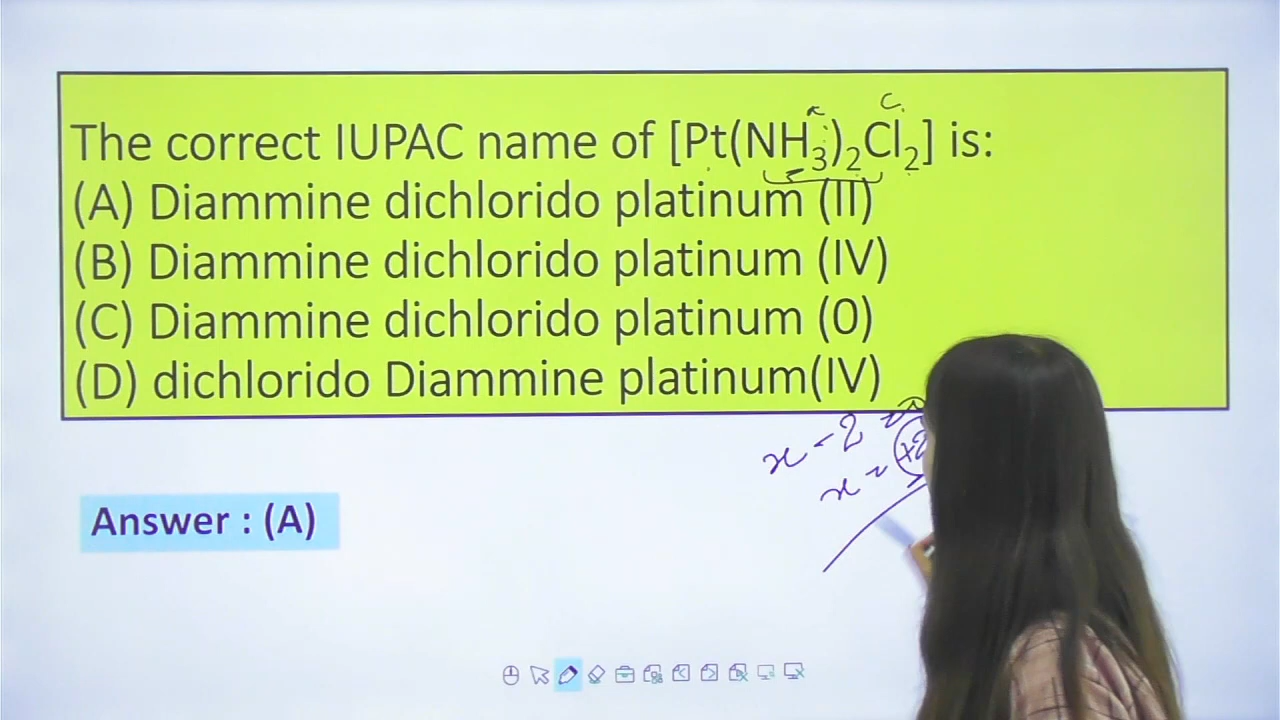 The correct IUPAC name of [Pt(NH₃)₂Cl₂] is:
(A) Diammine dichlorido platinum (II)
(B) Diammine dichlorido platinum (IV)
(C) Diammine dichlorido platinum (0)
(D) dichlorido Diammine platinum(IV)
x - 2 =
x = +2
Answer : (A)